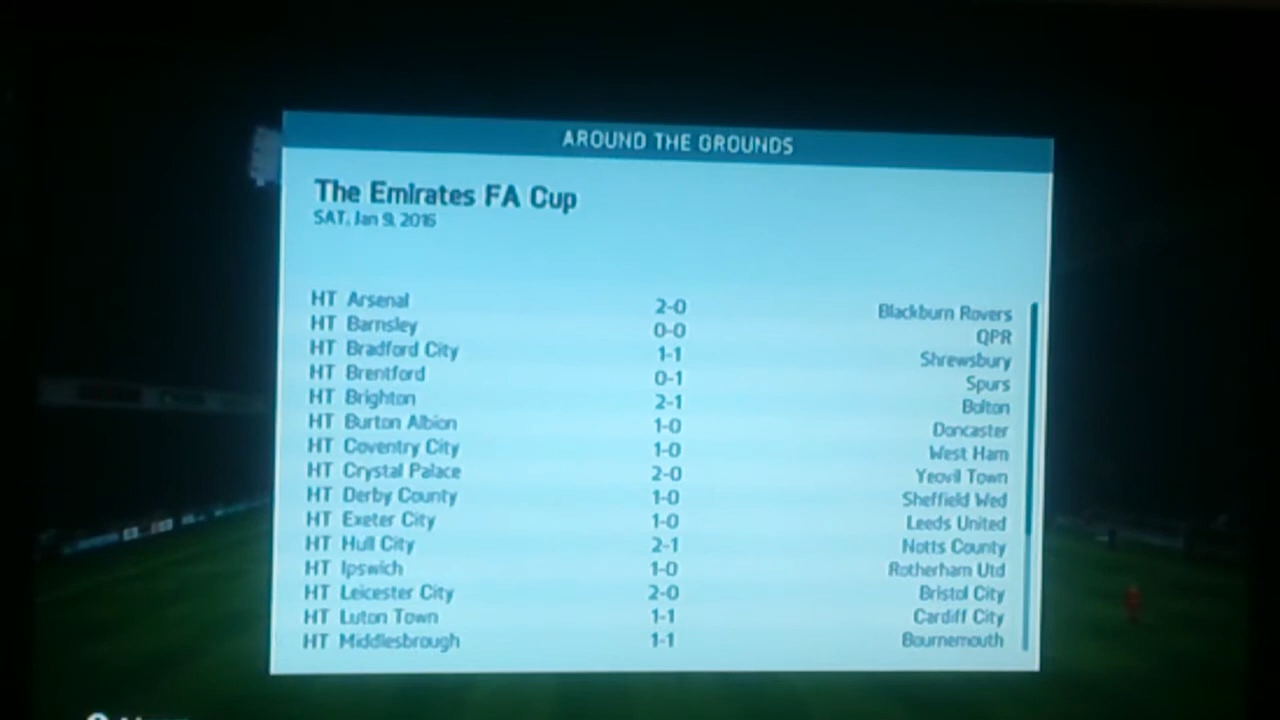 AROUND THE GROUNDS
The Emirates FA Cup
SAT, Jan 9, 2016
HT Arsenal 2-0 Blackburn Rovers
HT Barnsley 0-0 QPR
HT Bradford City 1-1 Shrewsbury
HT Brentford 0-1 Spurs
HT Brighton 2-1 Bolton
HT Burton Albion 1-0 Doncaster
HT Coventry City 1-0 West Ham
HT Crystal Palace 2-0 Yeovil Town
HT Derby County 1-0 Sheffield Wed
HT Exeter City 1-0 Leeds United
HT Hull City 2-1 Notts County
HT Ipswich 1-0 Rotherham Utd
HT Leicester City 2-0 Bristol City
HT Luton Town 1-1 Cardiff City
HT Middlesbrough 1-1 Bournemouth